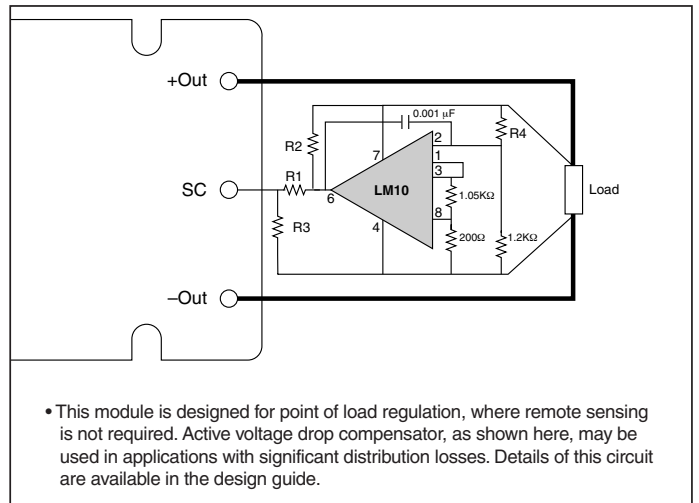 +Out
0.001 μF
R2
R4
2
7
1
R1
3
SC
LM10
Load
6
1.05KΩ
8
R3
4
200Ω
1.2KΩ
–Out
• This module is designed for point of load regulation, where remote sensing
is not required. Active voltage drop compensator, as shown here, may be
used in applications with significant distribution losses. Details of this circuit
are available in the design guide.